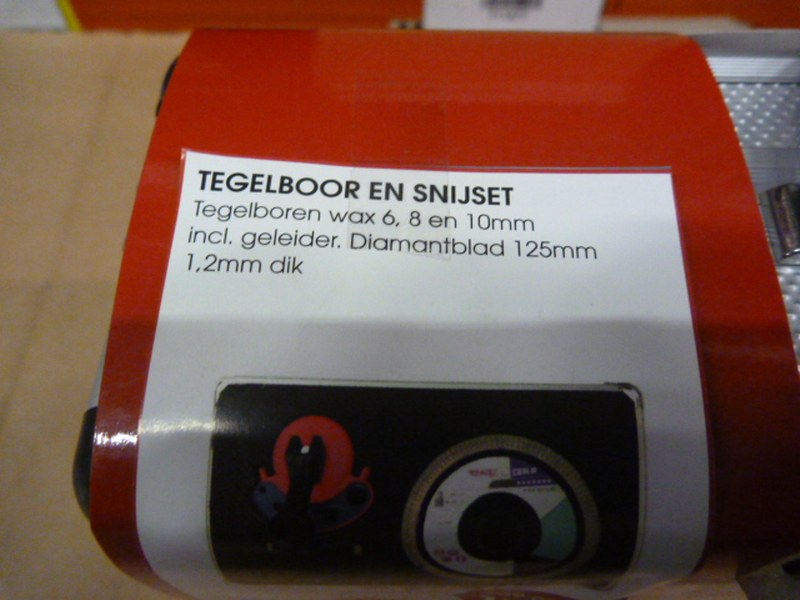 TEGELBOOR EN SNIJSET
Tegelboren wax 6, 8 en 10mm
incl. geleider. Diamantblad 125mm
1,2mm dik